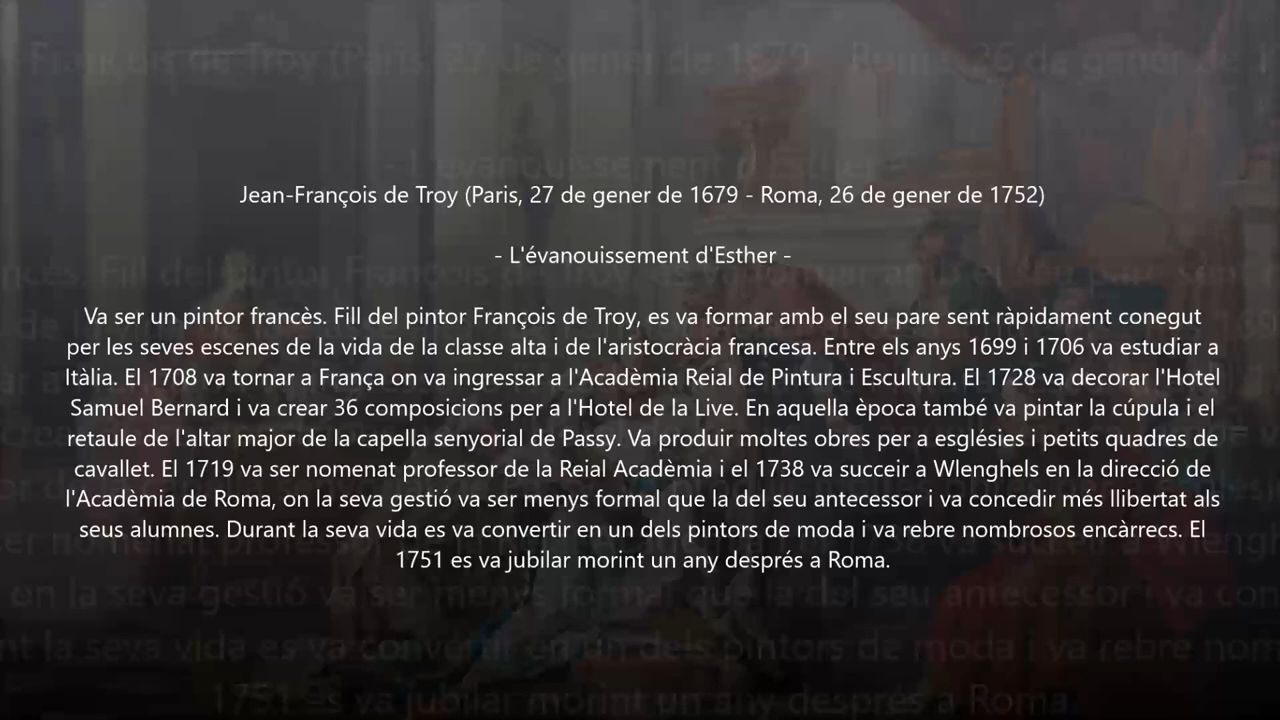 Jean-François de Troy (Paris, 27 de gener de 1679 - Roma, 26 de gener de 1752)
- L'évanouissement d'Esther -
Va ser un pintor francès. Fill del pintor François de Troy, es va formar amb el seu pare sent ràpidament conegut
per les seves escenes de la vida de la classe alta i de l'aristocràcia francesa. Entre els anys 1699 i 1706 va estudiar a
Itàlia. El 1708 va tornar a França on va ingressar a l'Acadèmia Reial de Pintura i Escultura. El 1728 va decorar l'Hotel
Samuel Bernard i va crear 36 composicions per a l'Hotel de la Live. En aquella època també va pintar la cúpula i el
retaule de l'altar major de la capella senyorial de Passy. Va produir moltes obres per a esglésies i petits quadres de
cavallet. El 1719 va ser nomenat professor de la Reial Acadèmia i el 1738 va succeir a Wlenghels en la direcció de
l'Acadèmia de Roma, on la seva gestió va ser menys formal que la del seu antecessor i va concedir més llibertat als
seus alumnes. Durant la seva vida es va convertir en un dels pintors de moda i va rebre nombrosos encàrrecs. El
1751 es va jubilar morint un any després a Roma.